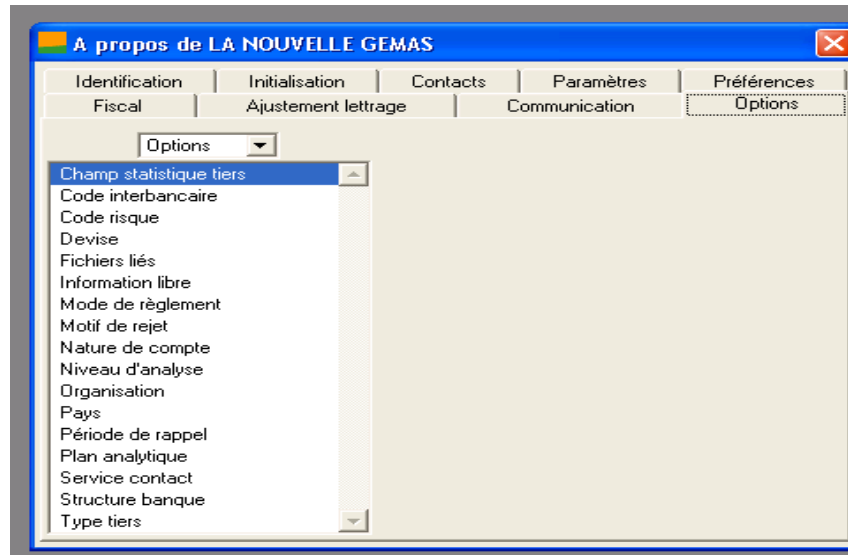 A propos de LA NOUVELLE GEMAS
Identification Initialisation Contacts Paramètres Préférences
Fiscal Ajustement lettrage Communication Options
Options
Champ statistique tiers
Code interbancaire
Code risque
Devise
Fichiers liés
Information libre
Mode de règlement
Motif de rejet
Nature de compte
Niveau d'analyse
Organisation
Pays
Période de rappel
Plan analytique
Service contact
Structure banque
Type tiers